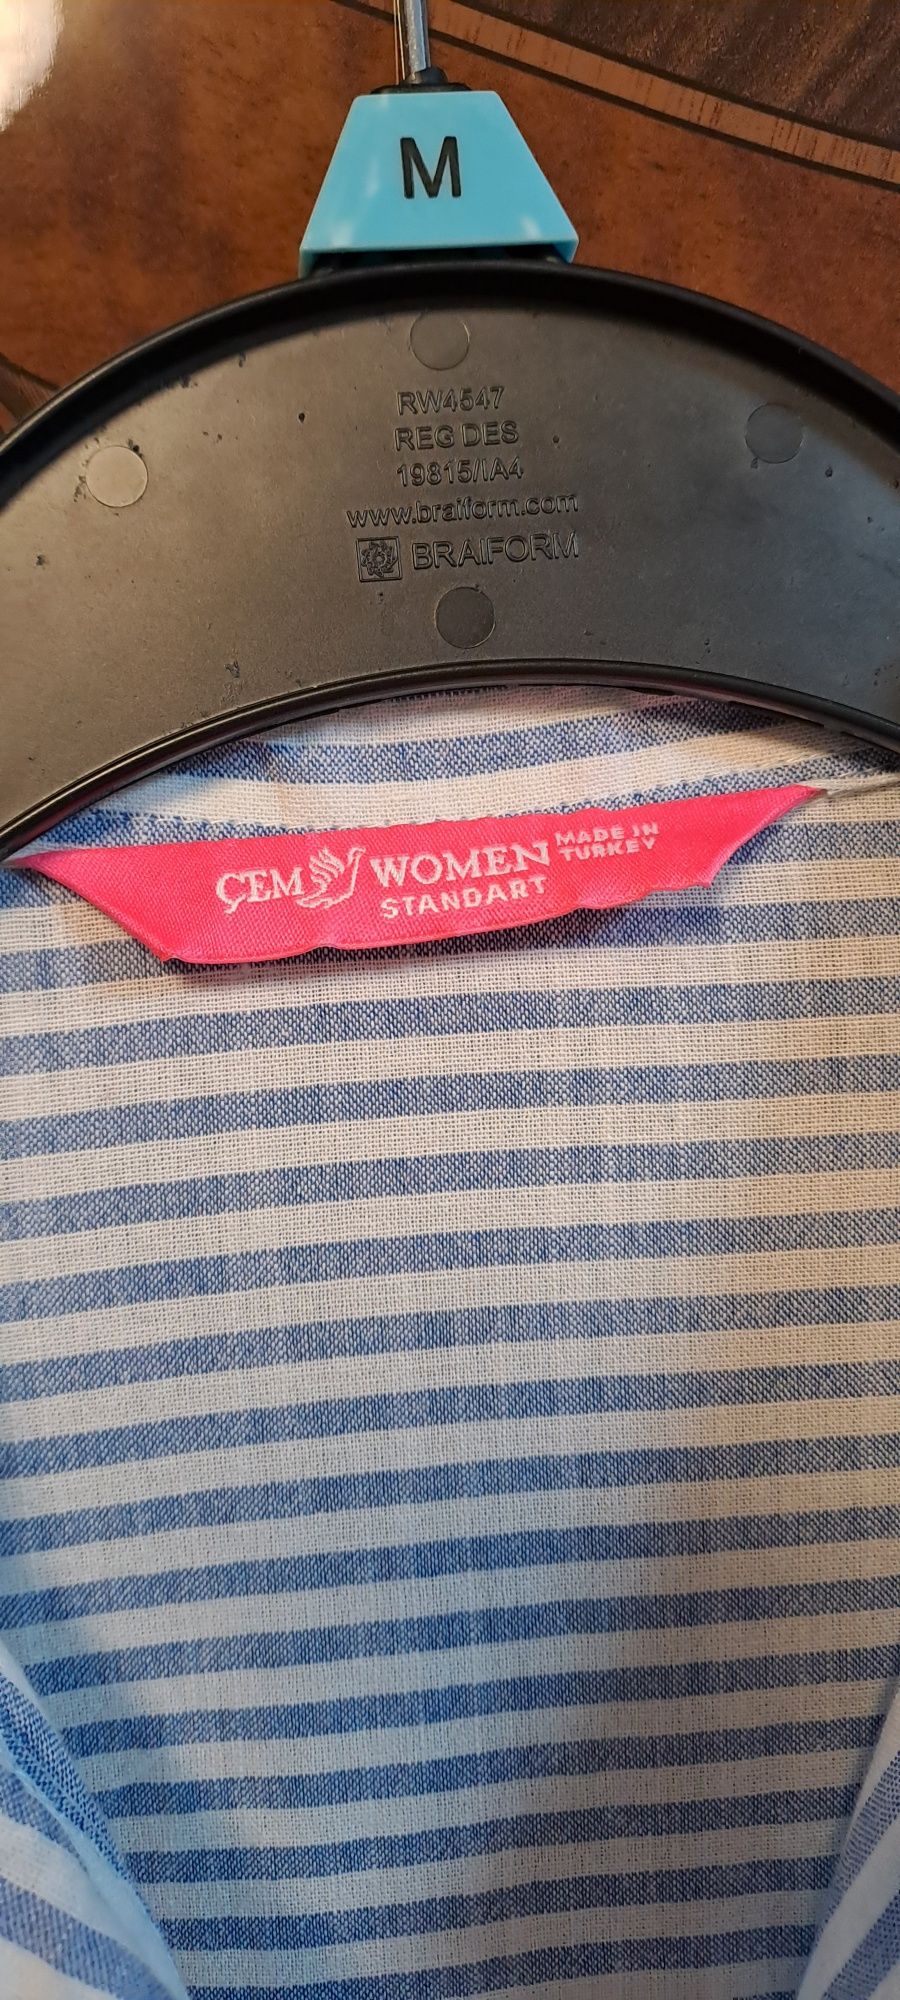 M
RW4547
REG DES
19815/IA4
www.braiform.com
BRAIFORM
ÇEM WOMEN MADE IN
TURKEY
STANDART